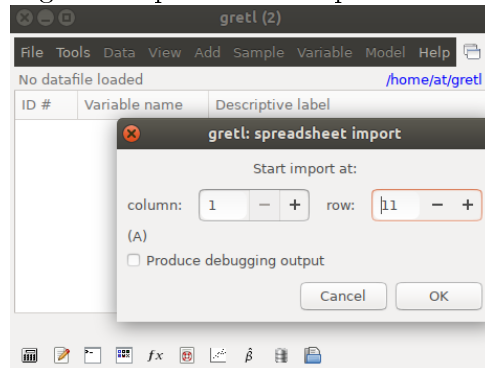 gretl (2)
File Tools Data View Add Sample Variable Model Help
No datafile loaded /home/at/gretl
ID # Variable name Descriptive label
gretl: spreadsheet import
Start import at:
column: 1 − + row: 11 − +
(A)
Produce debugging output
Cancel OK
fx β̂